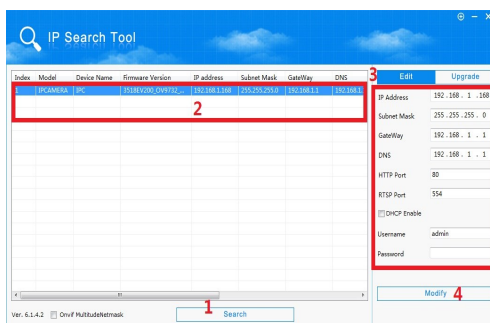 IP Search Tool
Index Model Device Name Firmware Version IP address Subnet Mask GateWay DNS
1 IPCAMERA IPC 3518EV200_OV9732_... 192.168.1.168 255.255.255.0 192.168.1.1 192.168.1.
2
3 Edit Upgrade
IP Address 192 . 168 . 1 . 168
Subnet Mask 255 . 255 . 255 . 0
GateWay 192 . 168 . 1 . 1
DNS 192 . 168 . 1 . 1
HTTP Port 80
RTSP Port 554
DHCP Enable
Username admin
Password
Modify 4
Ver. 6.1.4.2 Onvif MultitudeNetmask 1 Search